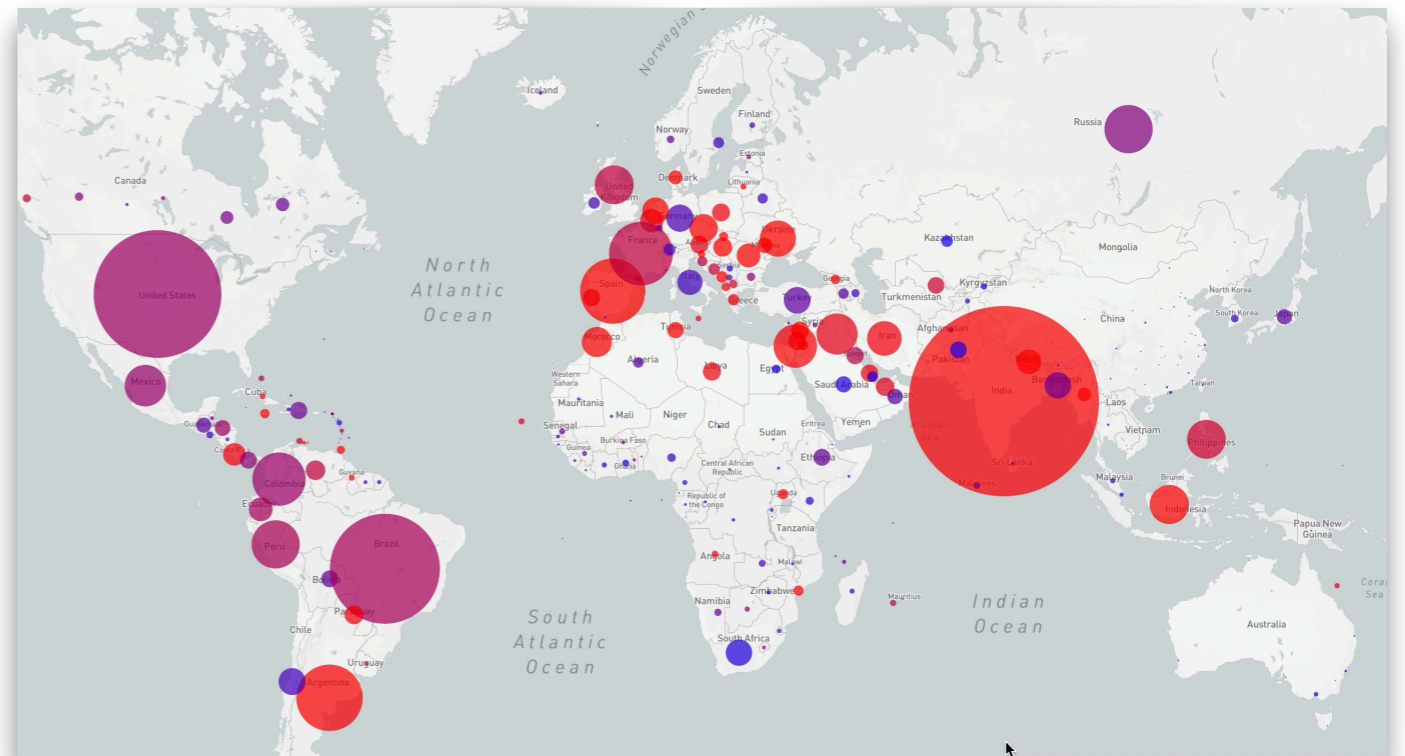 Norwegian S
Iceland
Sweden
Finland
Norway
Russia
Estonia
Canada
Denmark
Lithuania
United
Kingdom
Germany
Ukraine
France
Kazakhstan
Mongolia
North
Atlantic
Ocean
Serbia
Italy
United States
Spain
Georgia
Kyrgyzstan
Turkey
Greece
Turkmenistan
North Korea
South Korea
Japan
China
Tunisia
Syria
Morocco
Afghanistan
Iran
Algeria
Libya
Egypt
Pakistan
Nepal
Kuwait
Western
Sahara
Mexico
Cuba
Saudi Arabia
Oman
India
Bangladesh
Taiwan
Laos
Mauritania
Mali
Niger
Chad
Sudan
Eritrea
Yemen
Arabian
Sea
Vietnam
Philippines
Guatemala
Senegal
Burkina Faso
Guinea
Ghana
Costa Rica
Central African
Republic
Ethiopia
Sri Lanka
Maldives
Malaysia
Brunei
Guyana
Colombia
Ecuador
Republic of
the Congo
Uganda
Indonesia
Papua New
Guinea
Tanzania
Peru
Brazil
Angola
Malawi
Bolivia
Zimbabwe
Namibia
Mauritius
Coral
Sea
Paraguay
Chile
South
Atlantic
Ocean
Indian
Ocean
Australia
South Africa
Uruguay
Argentina